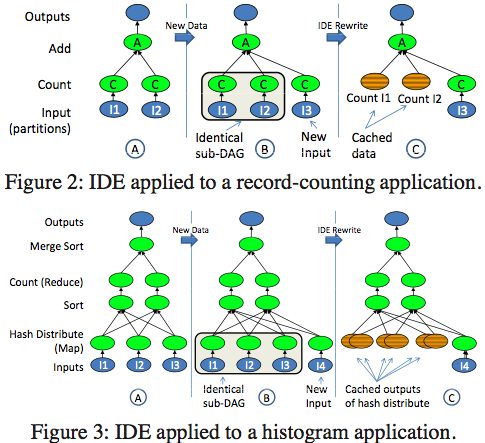 Outputs
New Data
IDE Rewrite
Add
A
A
A
Count
C
C
C
C
C
C
Count I1
Count I2
Input
(partitions)
I1
I2
I1
I2
I3
I3
Identical
sub-DAG
New
Input
Cached
data
A
B
C
Figure 2: IDE applied to a record-counting application.
Outputs
New Data
IDE Rewrite
Merge Sort
Count (Reduce)
Sort
Hash Distribute
(Map)
Inputs
I1
I2
I3
I1
I2
I3
I4
I4
Identical
sub-DAG
New
Input
Cached outputs
of hash distribute
A
B
C
Figure 3: IDE applied to a histogram application.